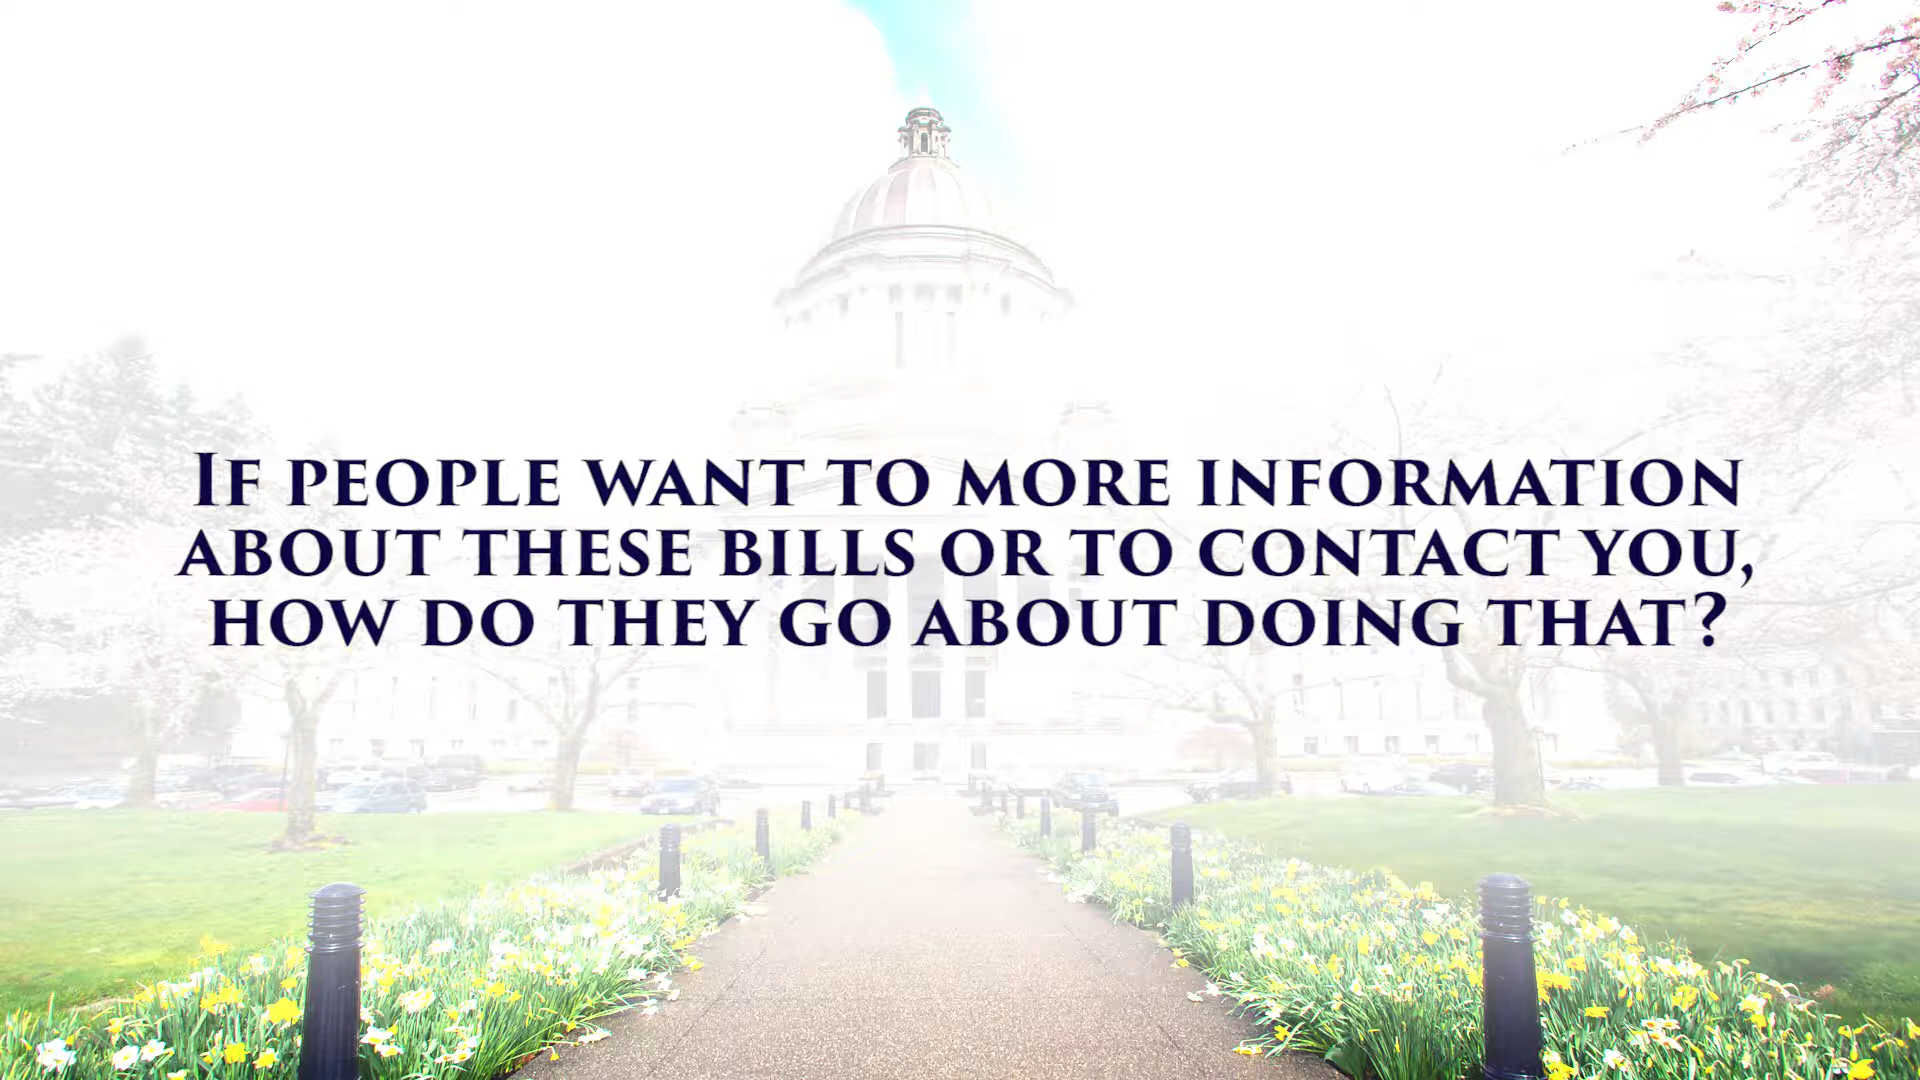 If people want to more information
about these bills or to contact you,
how do they go about doing that?